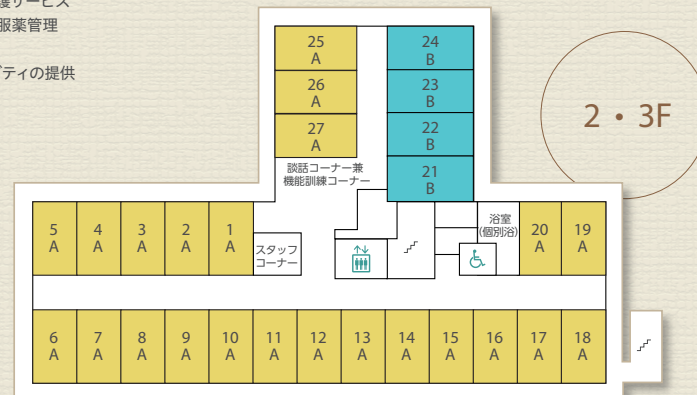 護サービス
服薬管理
ティの提供
2・3F
25
A
26
A
27
A
24
B
23
B
22
B
21
B
談話コーナー兼
機能訓練コーナー
5
A
4
A
3
A
2
A
1
A
スタッフ
コーナー
浴室
(個別浴)
20
A
19
A
6
A
7
A
8
A
9
A
10
A
11
A
12
A
13
A
14
A
15
A
16
A
17
A
18
A